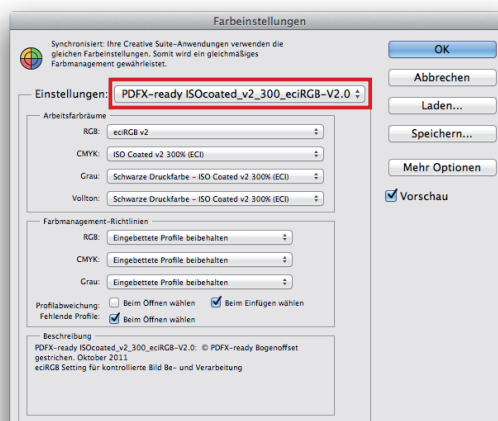 Farbeinstellungen
Synchronisiert: Ihre Creative Suite-Anwendungen verwenden die
gleichen Farbeinstellungen. Somit wird ein gleichmäßiges
Farbmanagement gewährleistet.
Einstellungen: PDFX-ready ISOcoated_v2_300_eciRGB-V2.0
Arbeitsfarbräume
RGB: eciRGB v2
CMYK: ISO Coated v2 300% (ECI)
Grau: Schwarze Druckfarbe - ISO Coated v2 300% (ECI)
Vollton: Schwarze Druckfarbe - ISO Coated v2 300% (ECI)
Farbmanagement-Richtlinien
RGB: Eingebettete Profile beibehalten
CMYK: Eingebettete Profile beibehalten
Grau: Eingebettete Profile beibehalten
Profilabweichung: Beim Öffnen wählen Beim Einfügen wählen
Fehlende Profile: Beim Öffnen wählen
Beschreibung
PDFX-ready ISOcoated_v2_300_eciRGB-V2.0: © PDFX-ready Bogenoffset
gestrichen. Oktober 2011
eciRGB Setting für kontrollierte Bild Be- und Verarbeitung
OK
Abbrechen
Laden...
Speichern...
Mehr Optionen
Vorschau